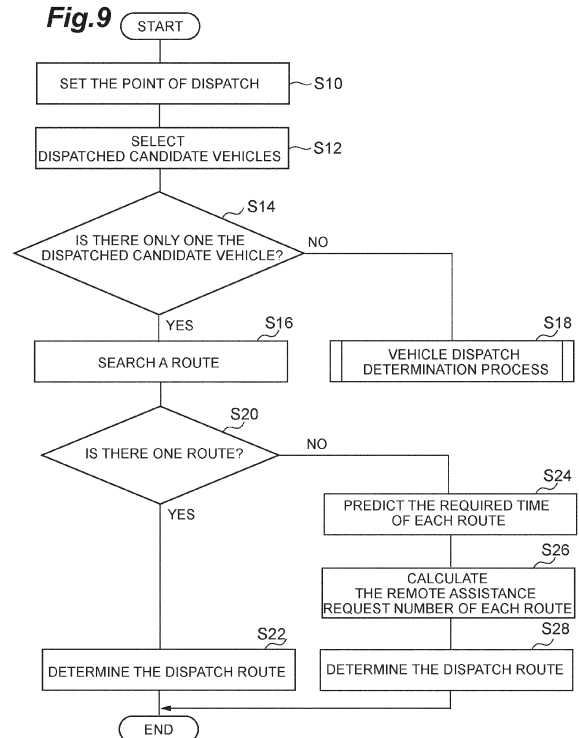 Fig.9
START
SET THE POINT OF DISPATCH
S10
SELECT
DISPATCHED CANDIDATE VEHICLES
S12
S14
IS THERE ONLY ONE THE
DISPATCHED CANDIDATE VEHICLE?
NO
YES
S16
SEARCH A ROUTE
S18
VEHICLE DISPATCH
DETERMINATION PROCESS
S20
IS THERE ONE ROUTE?
NO
YES
S24
PREDICT THE REQUIRED TIME
OF EACH ROUTE
S26
CALCULATE
THE REMOTE ASSISTANCE
REQUEST NUMBER OF EACH ROUTE
S22
DETERMINE THE DISPATCH ROUTE
S28
DETERMINE THE DISPATCH ROUTE
END